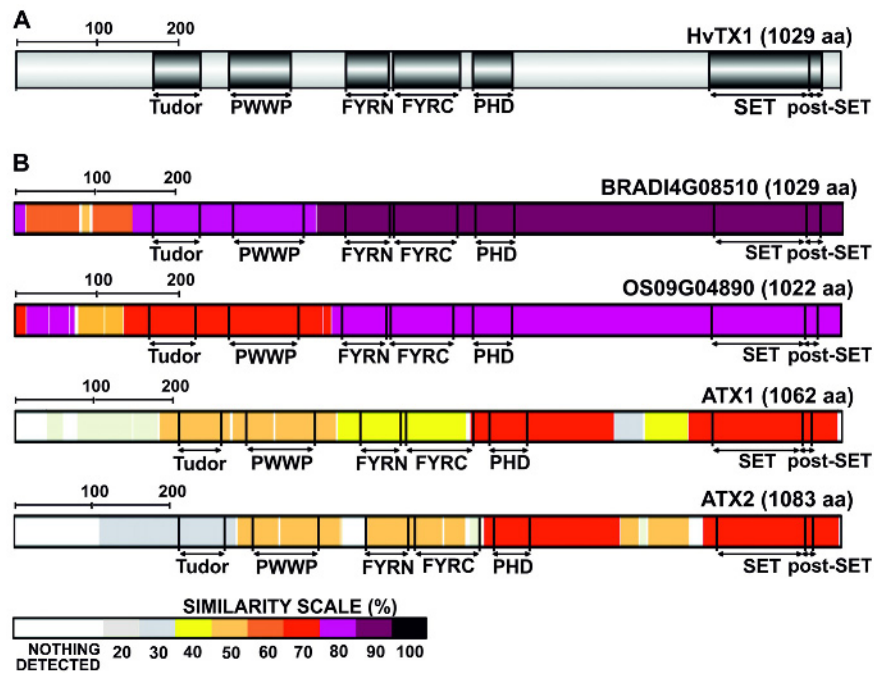 A
100 200
HvTX1 (1029 aa)
Tudor PWWP FYRN FYRC PHD SET post-SET
B
100 200
BRADI4G08510 (1029 aa)
Tudor PWWP FYRN FYRC PHD SET post-SET
100 200
OS09G04890 (1022 aa)
Tudor PWWP FYRN FYRC PHD SET post-SET
100 200
ATX1 (1062 aa)
Tudor PWWP FYRN FYRC PHD SET post-SET
100 200
ATX2 (1083 aa)
Tudor PWWP FYRN FYRC PHD SET post-SET
SIMILARITY SCALE (%)
NOTHING DETECTED 20 30 40 50 60 70 80 90 100